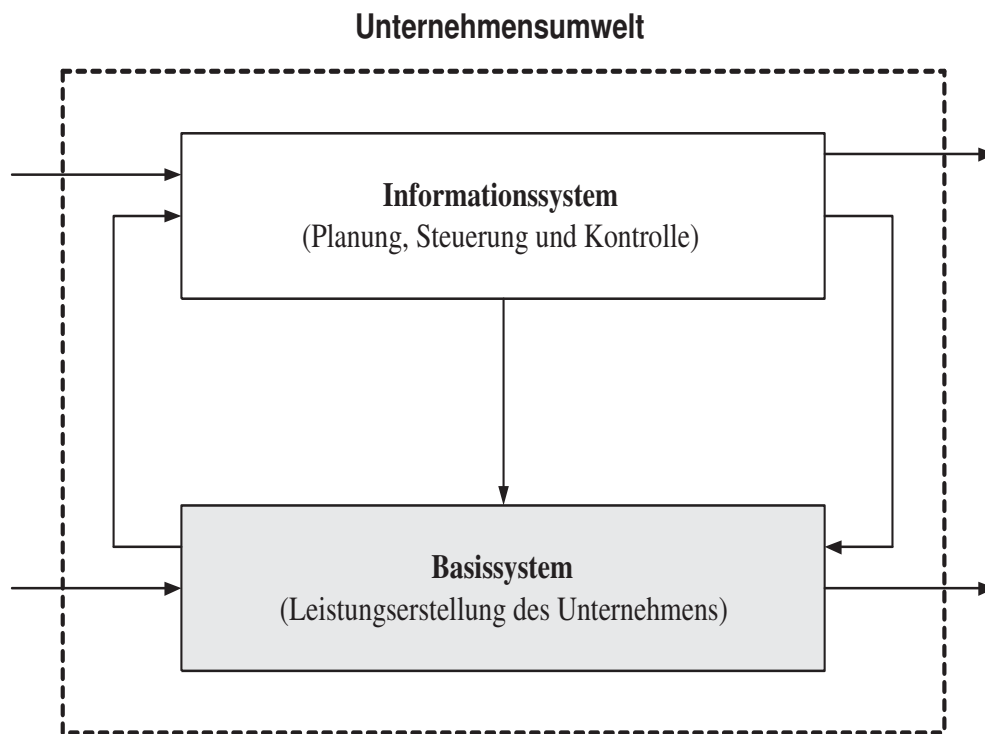 Unternehmensumwelt
Informationssystem
(Planung, Steuerung und Kontrolle)
Basissystem
(Leistungserstellung des Unternehmens)